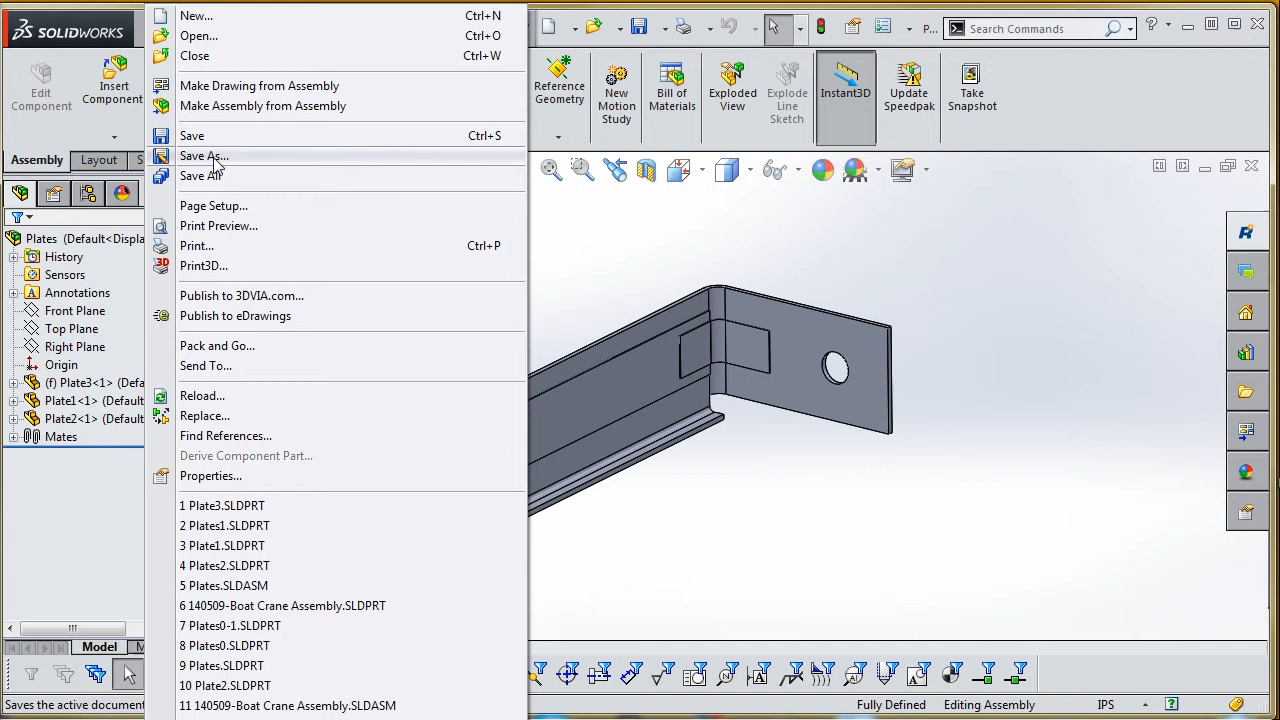 SOLIDWORKS
New... Ctrl+N
Open... Ctrl+O
Close Ctrl+W
Make Drawing from Assembly
Make Assembly from Assembly
Save Ctrl+S
Save As...
Save All
Page Setup...
Print Preview...
Print... Ctrl+P
Print3D...
Publish to 3DVIA.com...
Publish to eDrawings
Pack and Go...
Send To...
Reload...
Replace...
Find References...
Derive Component Part...
Properties...
1 Plate3.SLDPRT
2 Plates1.SLDPRT
3 Plate1.SLDPRT
4 Plates2.SLDPRT
5 Plates.SLDASM
6 140509-Boat Crane Assembly.SLDPRT
7 Plates0-1.SLDPRT
8 Plates0.SLDPRT
9 Plates.SLDPRT
10 Plate2.SLDPRT
11 140509-Boat Crane Assembly.SLDASM
P...
Search Commands
Edit
Component
Insert
Component
Reference
Geometry
New
Motion
Study
Bill of
Materials
Exploded
View
Explode
Line
Sketch
Instant3D
Update
Speedpak
Take
Snapshot
Assembly Layout S
Plates (Default<Displa
History
Sensors
Annotations
Front Plane
Top Plane
Right Plane
Origin
(f) Plate3<1> (Defa
Plate1<1> (Default
Plate2<1> (Default
Mates
Model M
Saves the active document
Fully Defined
Editing Assembly
IPS